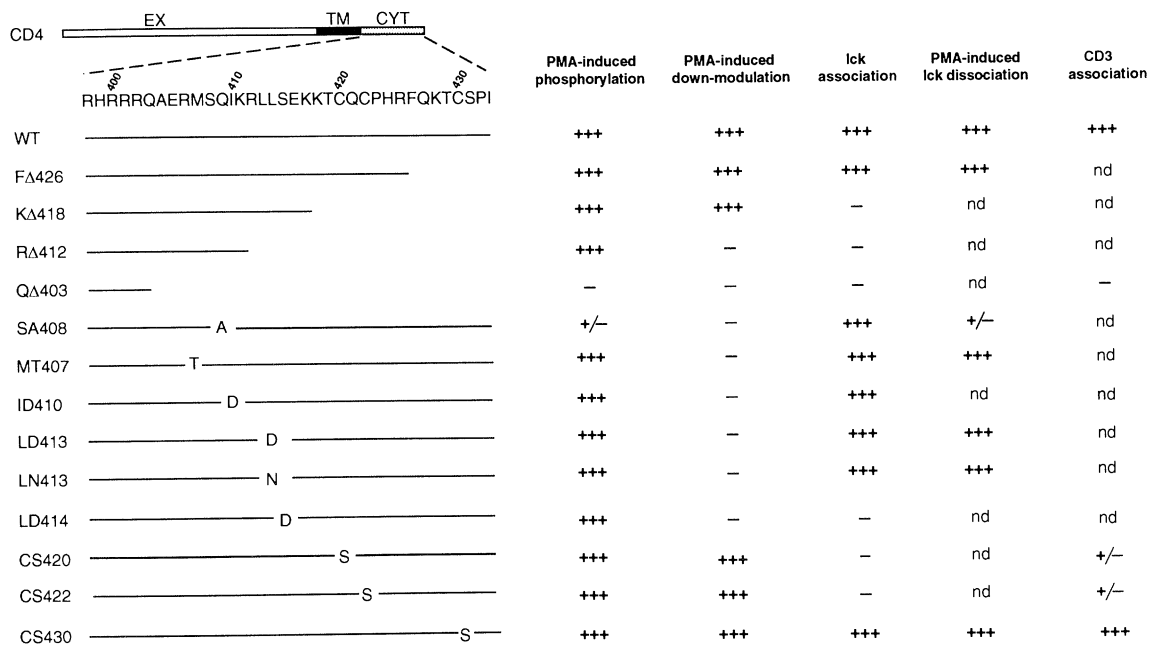 CD4 EX TM CYT
400 410 420 430
RHRRRRQAERMSQIKRLLSEKKTCQCPHRFQKTCSPI
PMA-induced phosphorylation
PMA-induced down-modulation
lck association
PMA-induced lck dissociation
CD3 association
WT +++ +++ +++ +++ +++
FΔ426 +++ +++ +++ +++ nd
KΔ418 +++ +++ – nd nd
RΔ412 +++ – – nd nd
QΔ403 – – – nd –
SA408 A +/– – +++ +/– nd
MT407 T +++ – +++ +++ nd
ID410 D +++ – +++ nd nd
LD413 D +++ – +++ +++ nd
LN413 N +++ – +++ +++ nd
LD414 D +++ – – nd nd
CS420 S +++ +++ – nd +/–
CS422 S +++ +++ – nd +/–
CS430 S +++ +++ +++ +++ +++